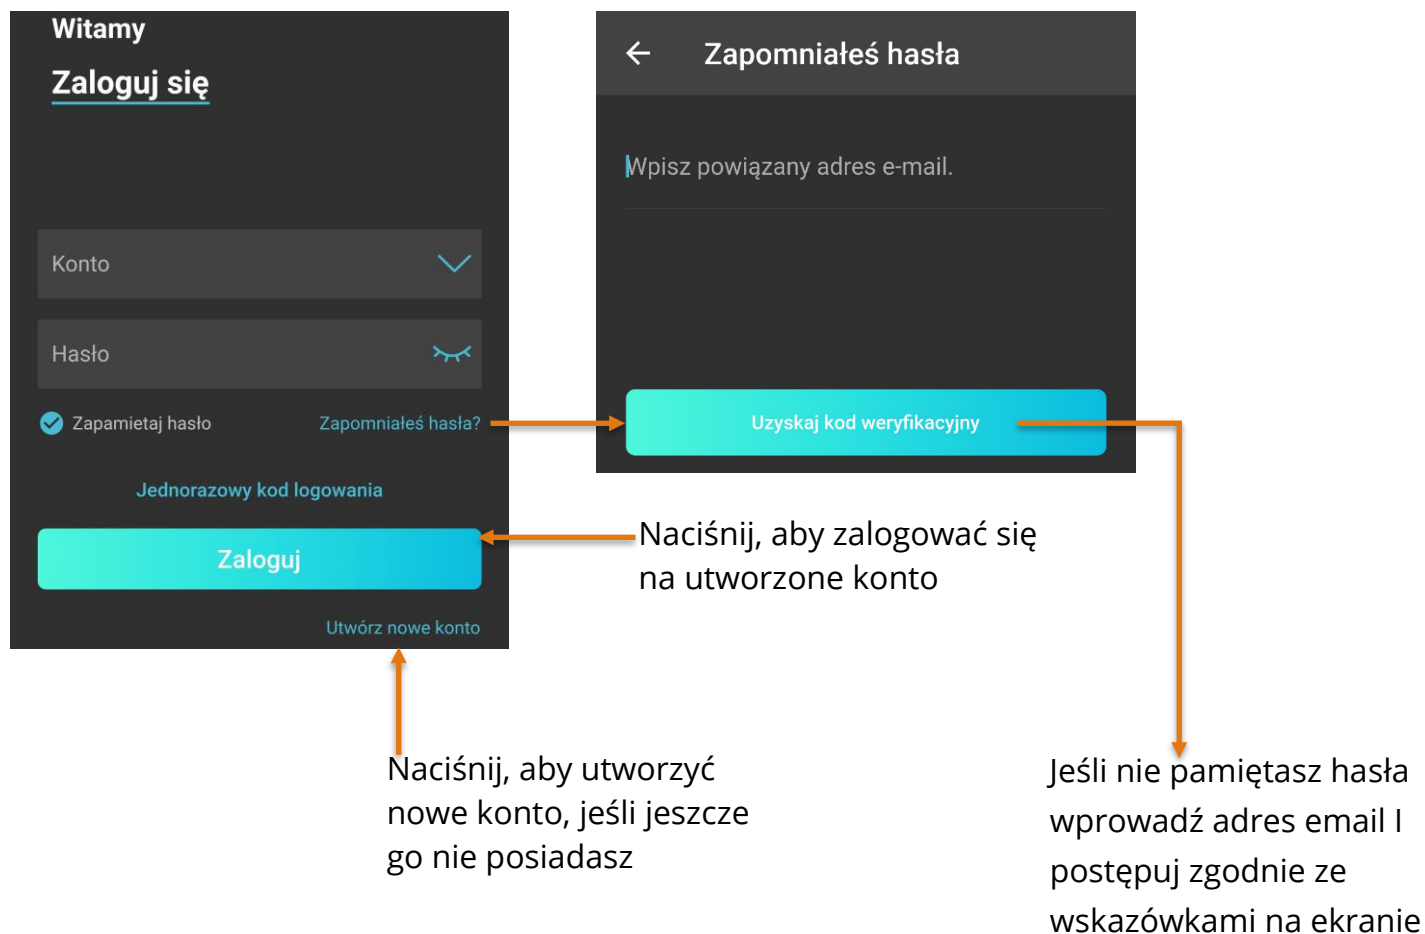 Witamy
Zaloguj się
Konto
Hasło
Zapamietaj hasło
Zapomniałeś hasła?
Jednorazowy kod logowania
Zaloguj
Utwórz nowe konto
Zapomniałeś hasła
Wpisz powiązany adres e-mail.
Uzyskaj kod weryfikacyjny
Naciśnij, aby zalogować się
na utworzone konto
Naciśnij, aby utworzyć
nowe konto, jeśli jeszcze
go nie posiadasz
Jeśli nie pamiętasz hasła
wprowadź adres email I
postępuj zgodnie ze
wskazówkami na ekranie